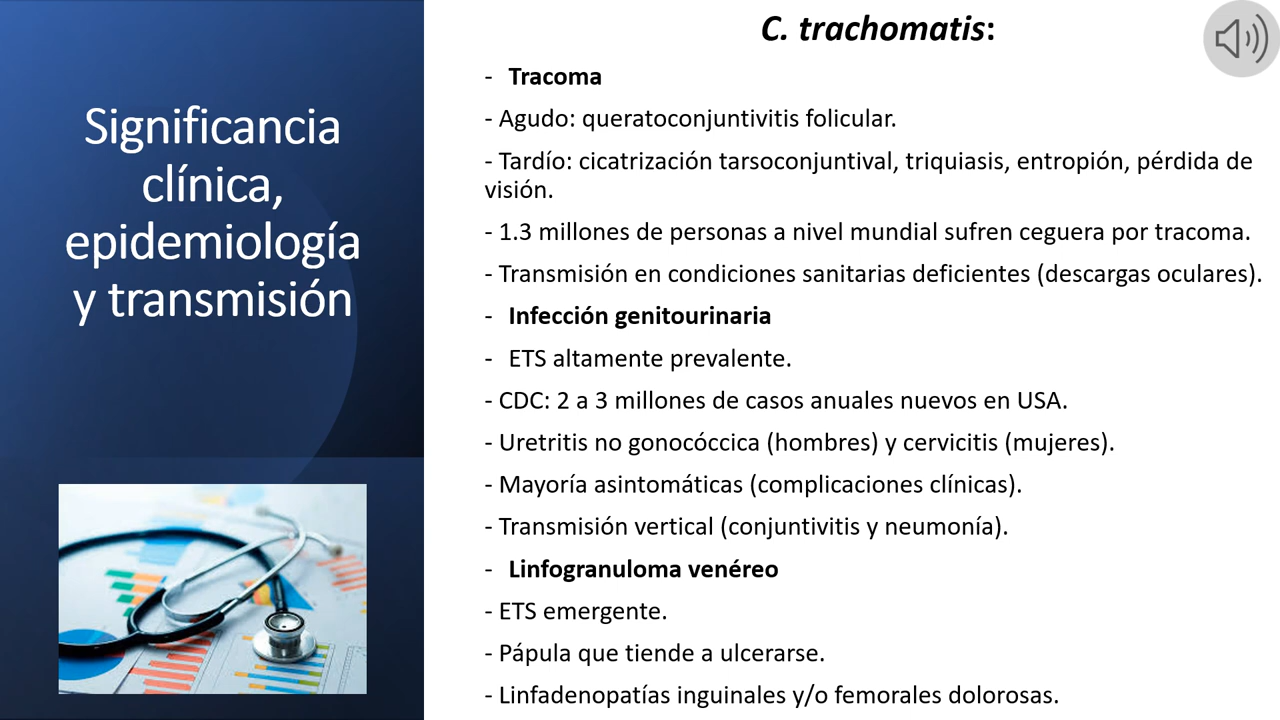 Significancia
clínica,
epidemiología
y transmisión
C. trachomatis:
- Tracoma
- Agudo: queratoconjuntivitis folicular.
- Tardío: cicatrización tarsoconjuntival, triquiasis, entropión, pérdida de
visión.
- 1.3 millones de personas a nivel mundial sufren ceguera por tracoma.
- Transmisión en condiciones sanitarias deficientes (descargas oculares).
- Infección genitourinaria
- ETS altamente prevalente.
- CDC: 2 a 3 millones de casos anuales nuevos en USA.
- Uretritis no gonocóccica (hombres) y cervicitis (mujeres).
- Mayoría asintomáticas (complicaciones clínicas).
- Transmisión vertical (conjuntivitis y neumonía).
- Linfogranuloma venéreo
- ETS emergente.
- Pápula que tiende a ulcerarse.
- Linfadenopatías inguinales y/o femorales dolorosas.